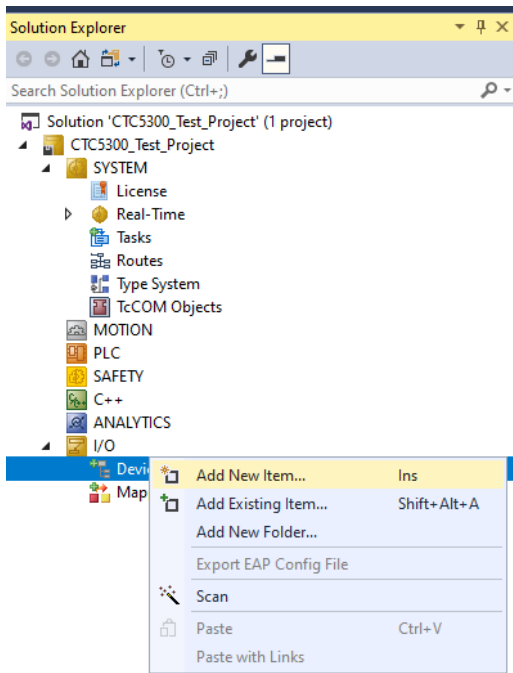 Solution Explorer
Search Solution Explorer (Ctrl+;)
Solution 'CTC5300_Test_Project' (1 project)
CTC5300_Test_Project
SYSTEM
License
Real-Time
Tasks
Routes
Type System
TcCOM Objects
MOTION
PLC
SAFETY
C++
ANALYTICS
I/O
Devi
Map
Add New Item... Ins
Add Existing Item... Shift+Alt+A
Add New Folder...
Export EAP Config File
Scan
Paste Ctrl+V
Paste with Links